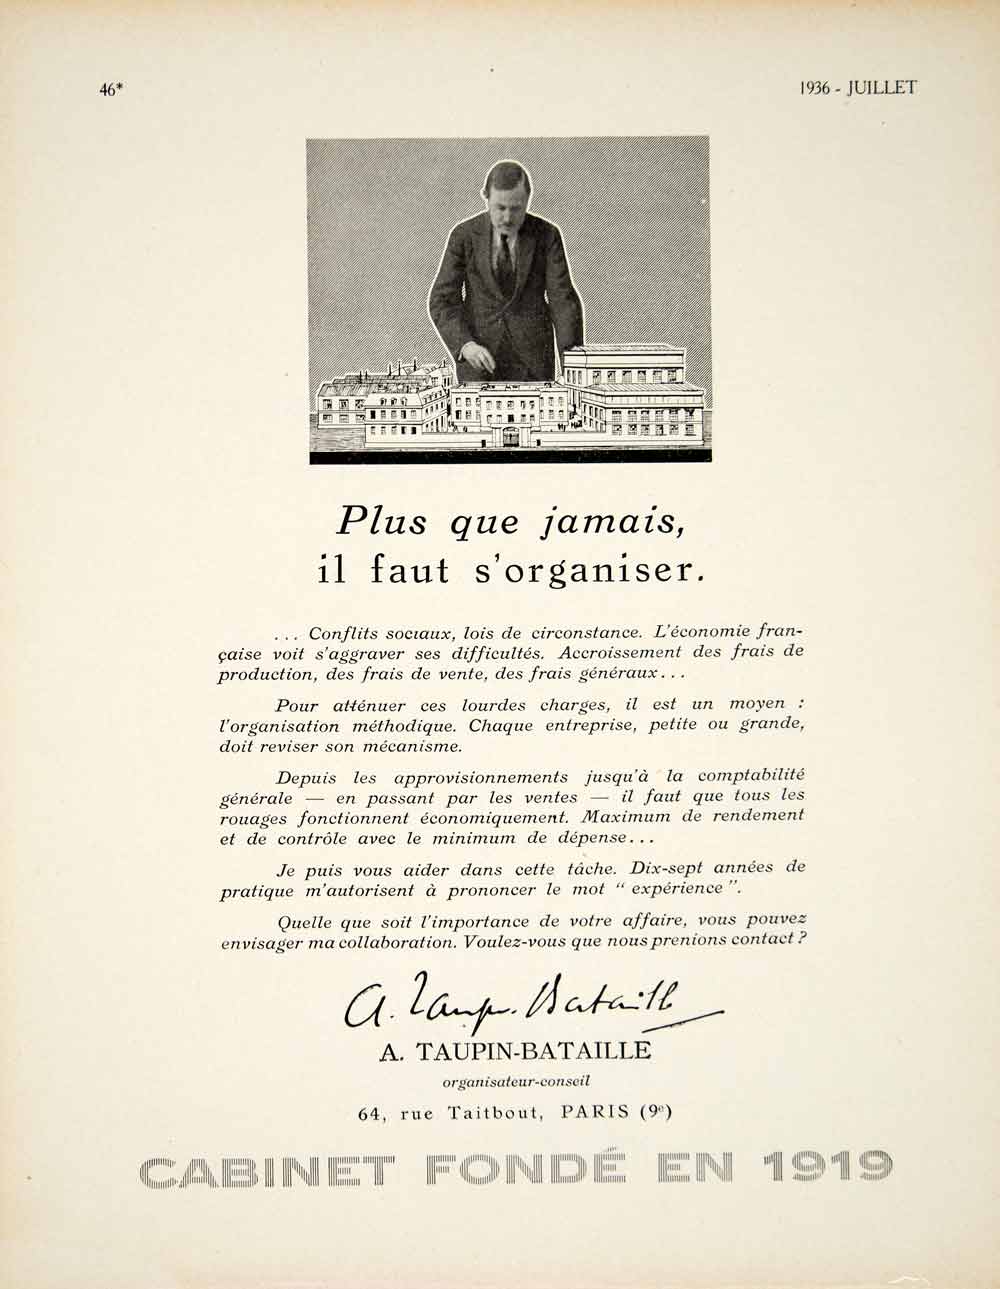 46*
1936 - JUILLET
Plus que jamais,
il faut s'organiser.
... Conflits sociaux, lois de circonstance. L'économie fran-
çaise voit s'aggraver ses difficultés. Accroissement des frais de
production, des frais de vente, des frais généraux...
Pour atténuer ces lourdes charges, il est un moyen :
l'organisation méthodique. Chaque entreprise, petite ou grande,
doit reviser son mécanisme.
Depuis les approvisionnements jusqu'à la comptabilité
générale — en passant par les ventes — il faut que tous les
rouages fonctionnent économiquement. Maximum de rendement
et de contrôle avec le minimum de dépense...
Je puis vous aider dans cette tâche. Dix-sept années de
pratique m'autorisent à prononcer le mot “ expérience ”.
Quelle que soit l'importance de votre affaire, vous pouvez
envisager ma collaboration. Voulez-vous que nous prenions contact ?
A. Taupin-Bataille
A. TAUPIN-BATAILLE
organisateur-conseil
64, rue Taitbout, PARIS (9e)
CABINET FONDÉ EN 1919